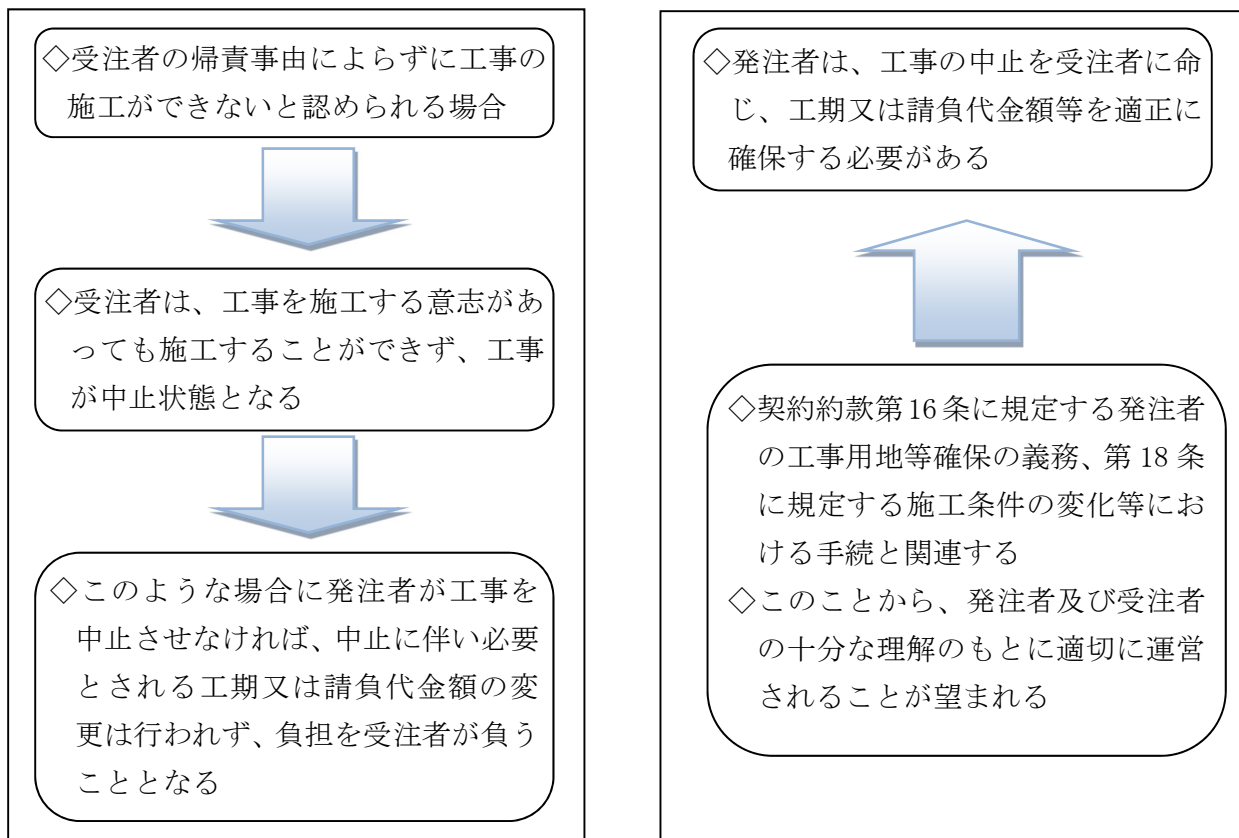 ◇受注者の帰責事由によらずに工事の
施工ができないと認められる場合
◇受注者は、工事を施工する意志があ
っても施工することができず、工事
が中止状態となる
◇このような場合に発注者が工事を
中止させなければ、中止に伴い必要
とされる工期又は請負代金額の変
更は行われず、負担を受注者が負う
こととなる
◇発注者は、工事の中止を受注者に命
じ、工期又は請負代金額等を適正に
確保する必要がある
◇契約約款第16条に規定する発注者
の工事用地等確保の義務、第18条
に規定する施工条件の変化等にお
ける手続と関連する
◇このことから、発注者及び受注者
の十分な理解のもとに適切に運営
されることが望まれる